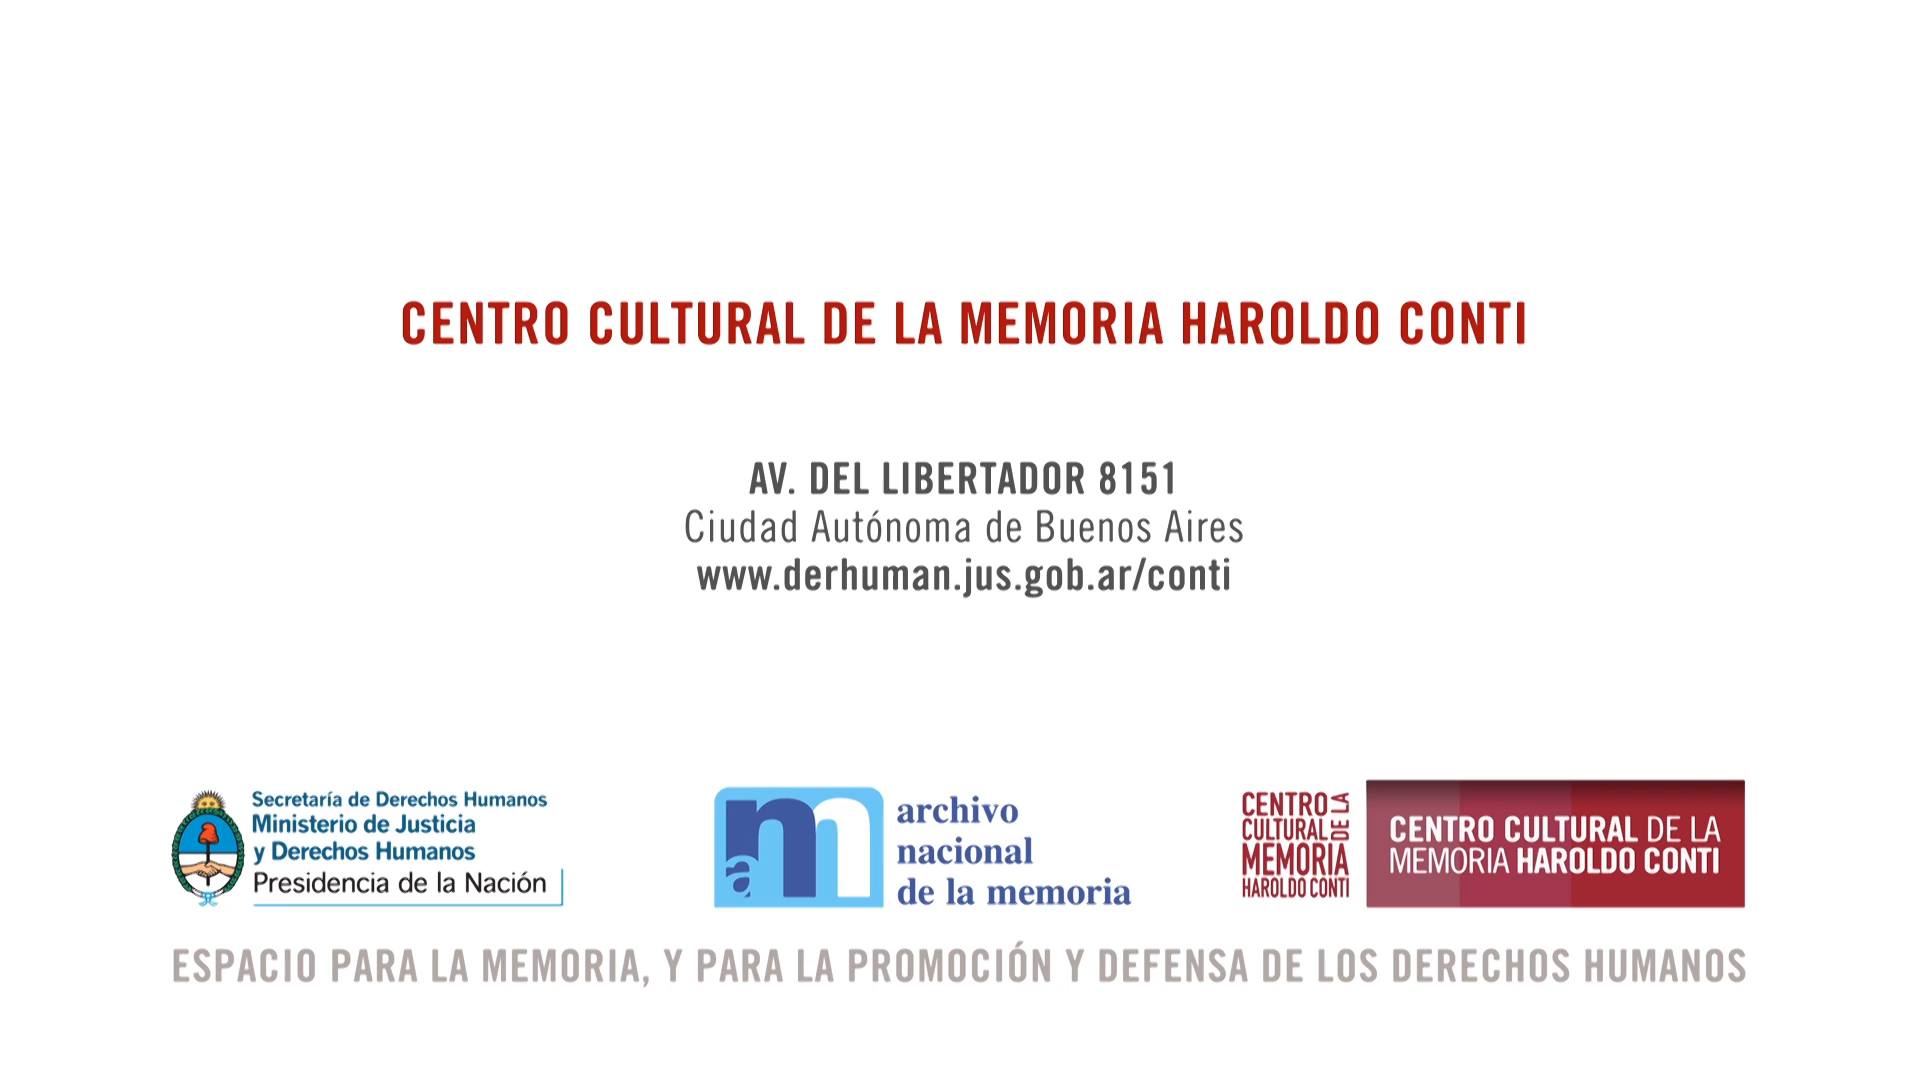 CENTRO CULTURAL DE LA MEMORIA HAROLDO CONTI
AV. DEL LIBERTADOR 8151
Ciudad Autónoma de Buenos Aires
www.derhuman.jus.gob.ar/conti
Secretaría de Derechos Humanos
Ministerio de Justicia
y Derechos Humanos
Presidencia de la Nación
am
archivo
nacional
de la memoria
CENTRO
CULTURAL DE LA
MEMORIA
HAROLDO CONTI
CENTRO CULTURAL DE LA
MEMORIA HAROLDO CONTI
ESPACIO PARA LA MEMORIA, Y PARA LA PROMOCIÓN Y DEFENSA DE LOS DERECHOS HUMANOS